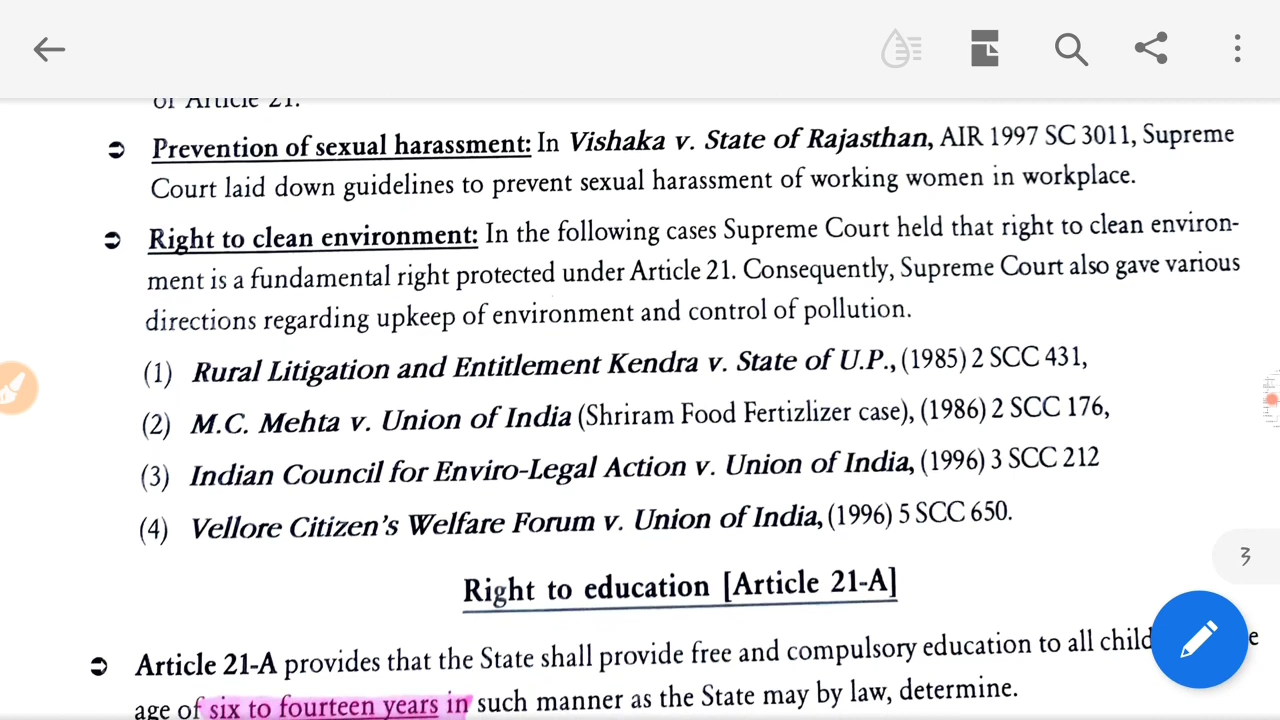 of Article 21.
➲ Prevention of sexual harassment: In Vishaka v. State of Rajasthan, AIR 1997 SC 3011, Supreme
Court laid down guidelines to prevent sexual harassment of working women in workplace.
➲ Right to clean environment: In the following cases Supreme Court held that right to clean environ-
ment is a fundamental right protected under Article 21. Consequently, Supreme Court also gave various
directions regarding upkeep of environment and control of pollution.
(1) Rural Litigation and Entitlement Kendra v. State of U.P., (1985) 2 SCC 431,
(2) M.C. Mehta v. Union of India (Shriram Food Fertizlizer case), (1986) 2 SCC 176,
(3) Indian Council for Enviro-Legal Action v. Union of India, (1996) 3 SCC 212
(4) Vellore Citizen's Welfare Forum v. Union of India, (1996) 5 SCC 650.
3
Right to education [Article 21-A]
➲ Article 21-A provides that the State shall provide free and compulsory education to all child e
age of six to fourteen years in such manner as the State may by law, determine.